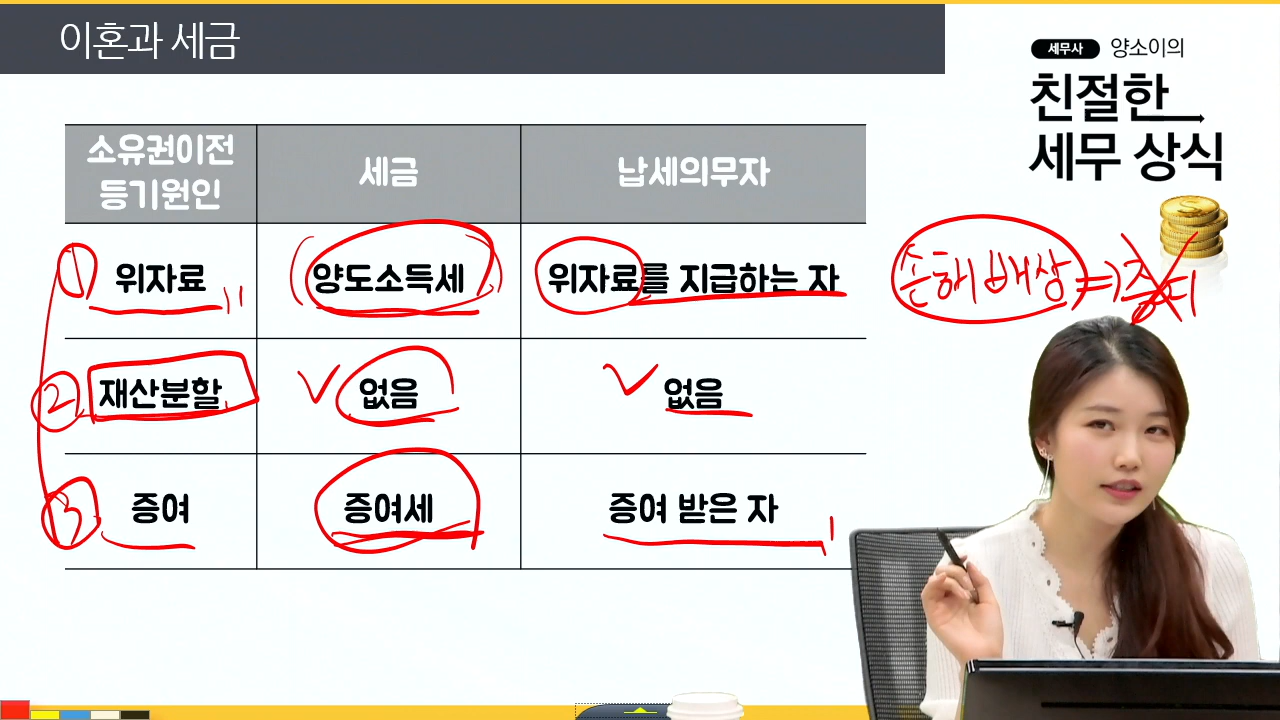 이혼과 세금
세무사 양소이의
친절한
세무 상식
소유권이전
등기원인
세금
납세의무자
① 위자료
양도소득세
위자료를 지급하는 자
손해배상
② 재산분할
없음
없음
③ 증여
증여세
증여 받은 자